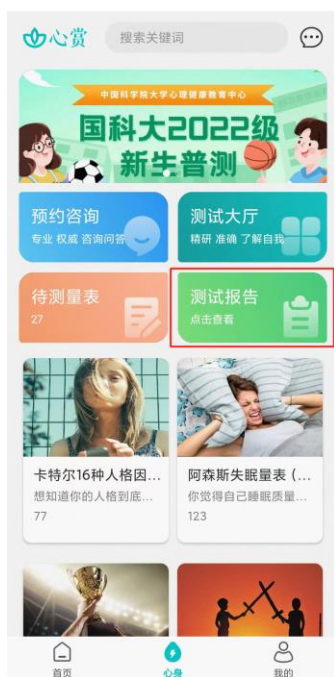 心赏
搜索关键词
中国科学院大学心理健康教育中心
国科大2022级
新生普测
预约咨询
专业 权威 咨询问答
测试大厅
精研 准确 了解自我
待测量表
27
测试报告
点击查看
卡特尔16种人格因...
想知道你的人格到底...
77
阿森斯失眠量表（...
你觉得自己睡眠质量...
123
首页
心身
我的